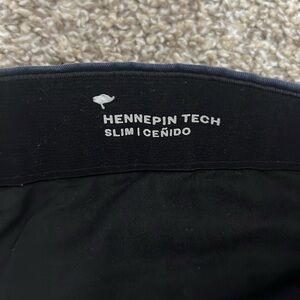 HENNEPIN TECH
SLIM | CEÑIDO